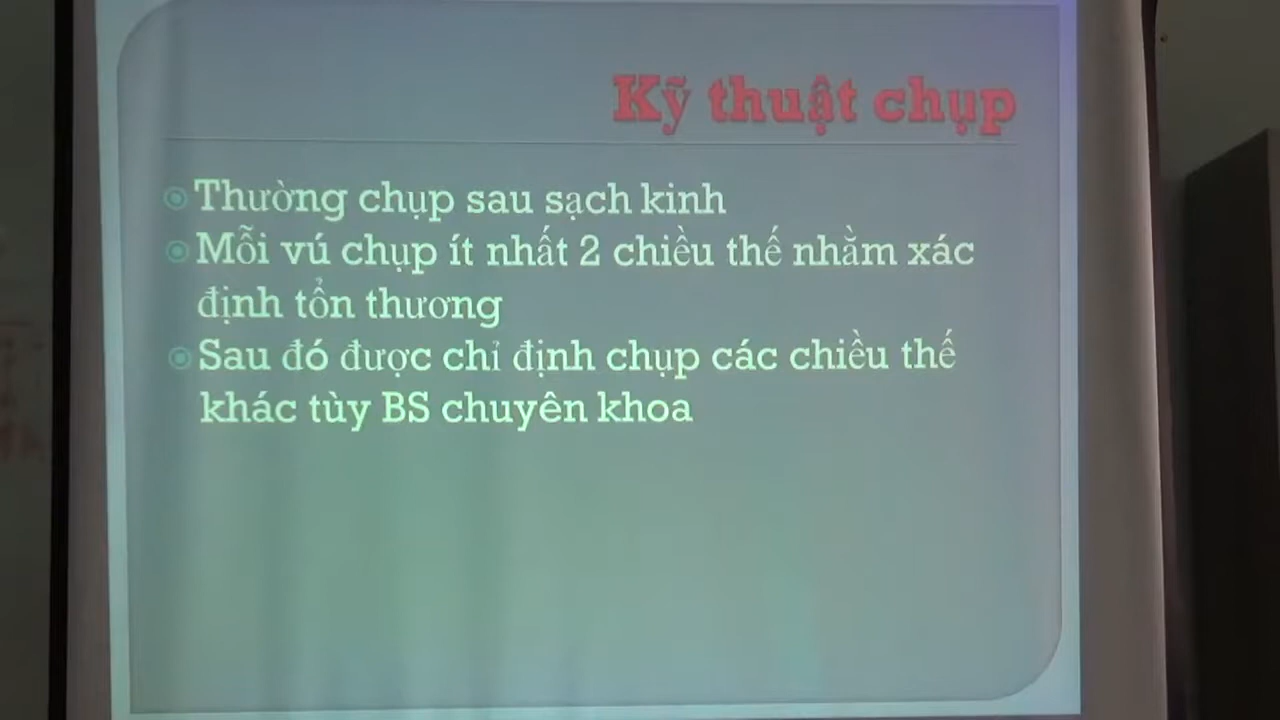 Kỹ thuật chụp
Thường chụp sau sạch kinh
Mỗi vú chụp ít nhất 2 chiều thế nhằm xác
định tổn thương
Sau đó được chỉ định chụp các chiều thế
khác tùy BS chuyên khoa